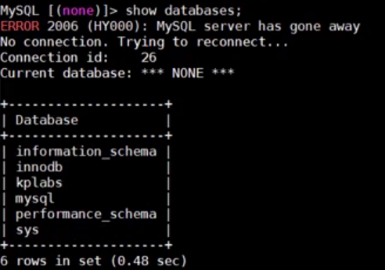 MySQL [(none)]> show databases;
ERROR 2006 (HY000): MySQL server has gone away
No connection. Trying to reconnect...
Connection id:    26
Current database: *** NONE ***

+--------------------+
| Database           |
+--------------------+
| information_schema |
| innodb             |
| kplabs             |
| mysql              |
| performance_schema |
| sys                |
+--------------------+
6 rows in set (0.48 sec)